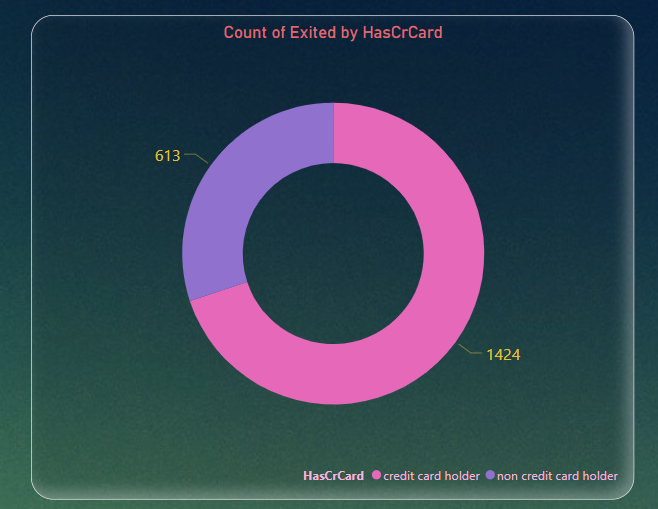 Count of Exited by HasCrCard
613
1424
HasCrCard credit card holder non credit card holder